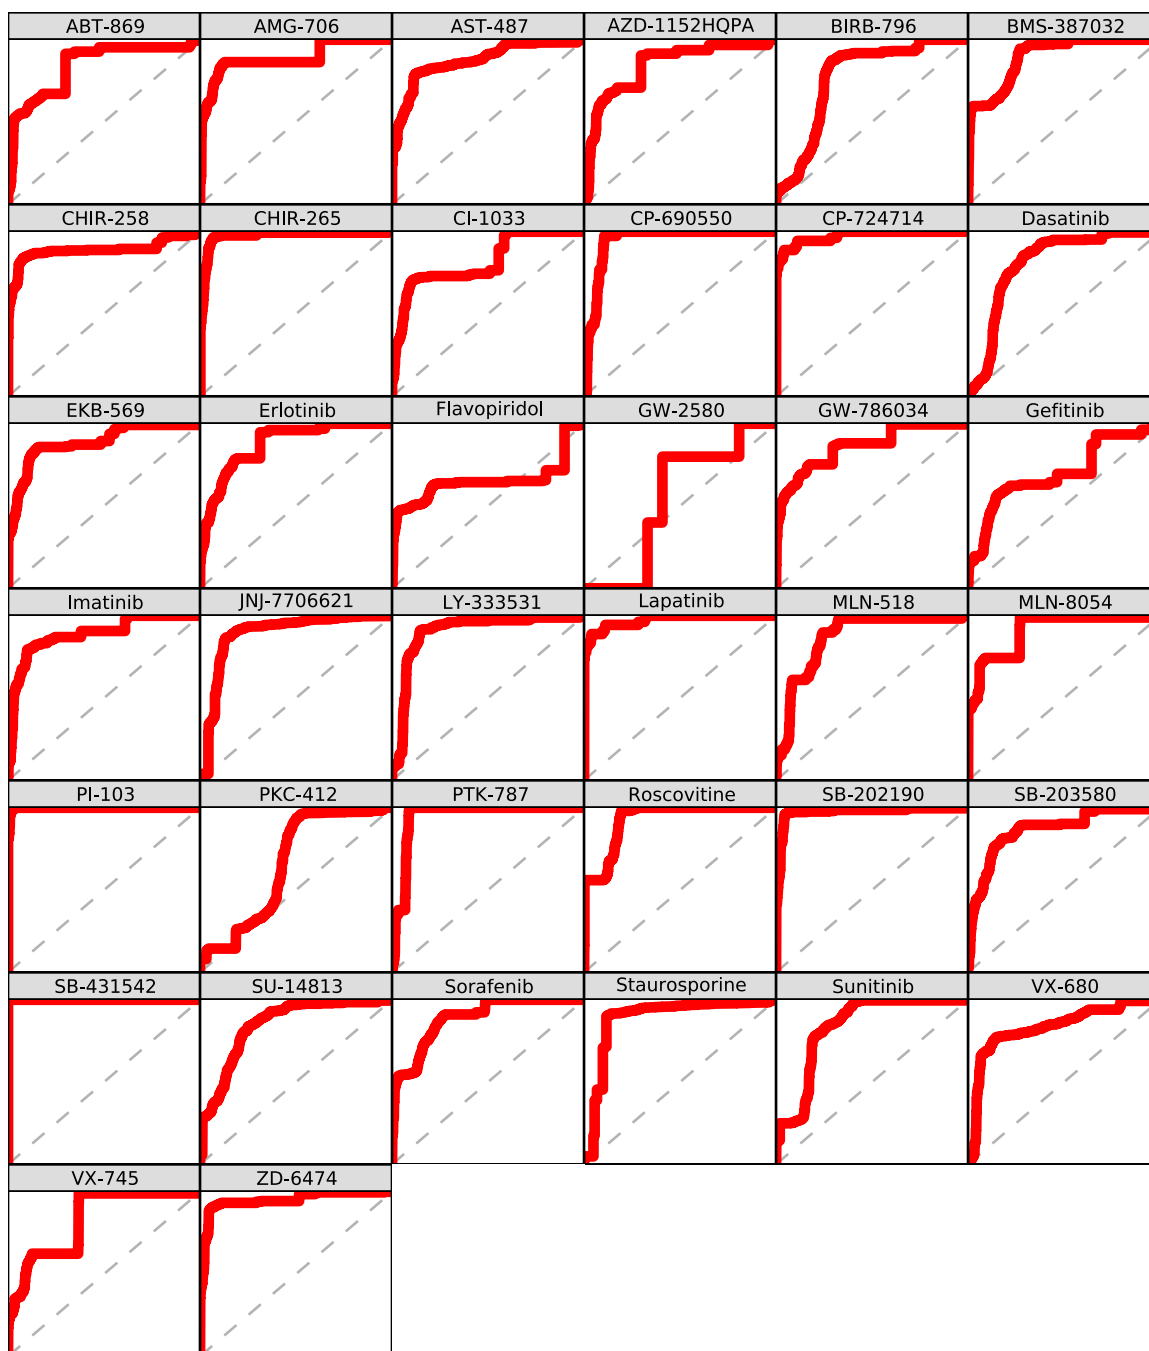 ABT-869 AMG-706 AST-487 AZD-1152HQPA BIRB-796 BMS-387032
CHIR-258 CHIR-265 CI-1033 CP-690550 CP-724714 Dasatinib
EKB-569 Erlotinib Flavopiridol GW-2580 GW-786034 Gefitinib
Imatinib JNJ-7706621 LY-333531 Lapatinib MLN-518 MLN-8054
PI-103 PKC-412 PTK-787 Roscovitine SB-202190 SB-203580
SB-431542 SU-14813 Sorafenib Staurosporine Sunitinib VX-680
VX-745 ZD-6474